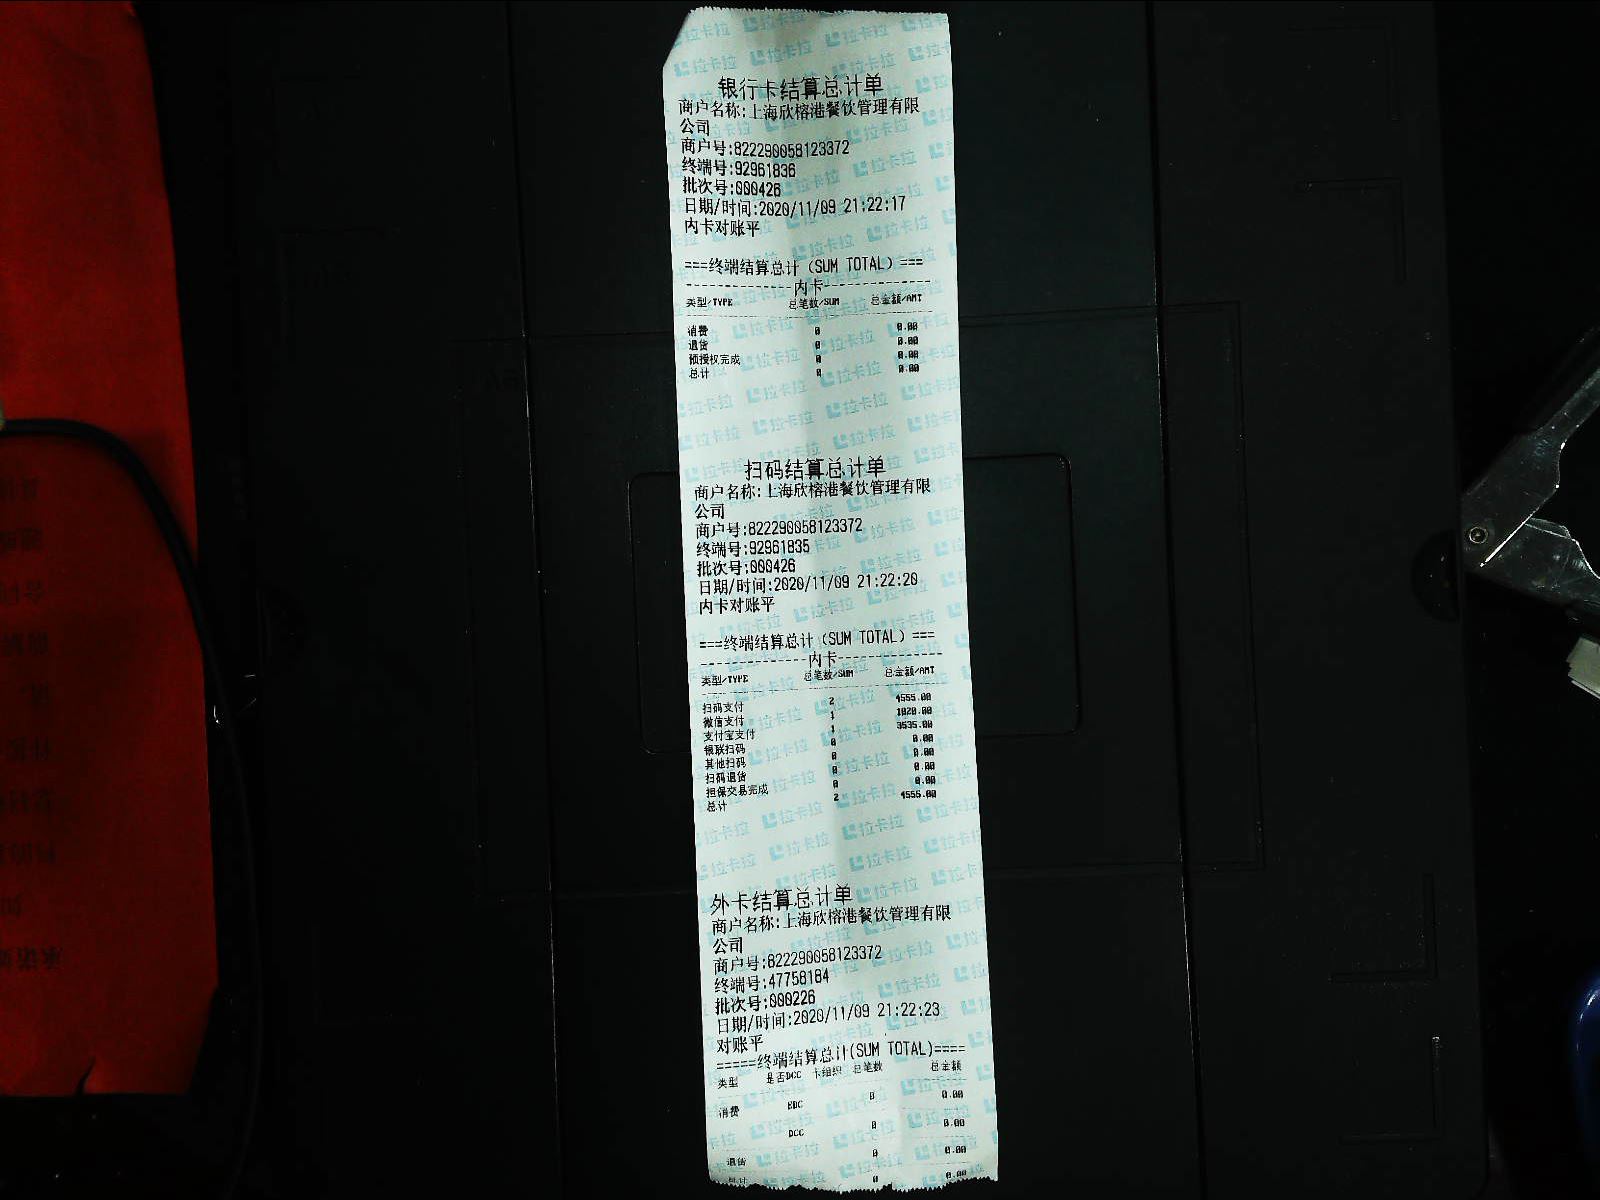 银行卡结算总计单
商户名称:上海欣榕港餐饮管理有限
公司
商户号:822290058123372
终端号:92961836
批次号:000426
日期/时间:2020/11/09 21:22:17
内卡对账平
===终端结算总计（SUM TOTAL）===
---------------内卡---------------
类型/TYPE 总笔数/SUM 总金额/AMT
消费 0 0.00
退货 0 0.00
预授权完成 0 0.00
总计 0 0.00
扫码结算总计单
商户名称:上海欣榕港餐饮管理有限
公司
商户号:822290058123372
终端号:92961835
批次号:000426
日期/时间:2020/11/09 21:22:20
内卡对账平
===终端结算总计（SUM TOTAL）===
---------------内卡---------------
类型/TYPE 总笔数/SUM 总金额/AMT
扫码支付 2 4555.00
微信支付 1 1020.00
支付宝支付 1 3535.00
银联扫码 0 0.00
其他扫码 0 0.00
扫码退货 0 0.00
担保交易完成 0 0.00
总计 2 4555.00
外卡结算总计单
商户名称:上海欣榕港餐饮管理有限
公司
商户号:822290058123372
终端号:47758184
批次号:000226
日期/时间:2020/11/09 21:22:23
对账平
=====终端结算总计(SUM TOTAL)====
类型 是否DCC 卡组织 总笔数 总金额
消费 EDC 0 0.00
DCC 0 0.00
退货 0 0.00
总计 0 0.00
拉卡拉